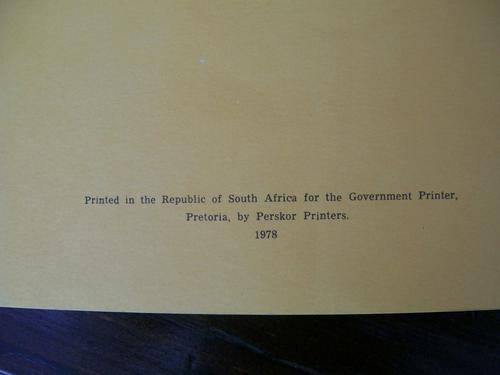 Printed in the Republic of South Africa for the Government Printer,
Pretoria, by Perskor Printers.
1978